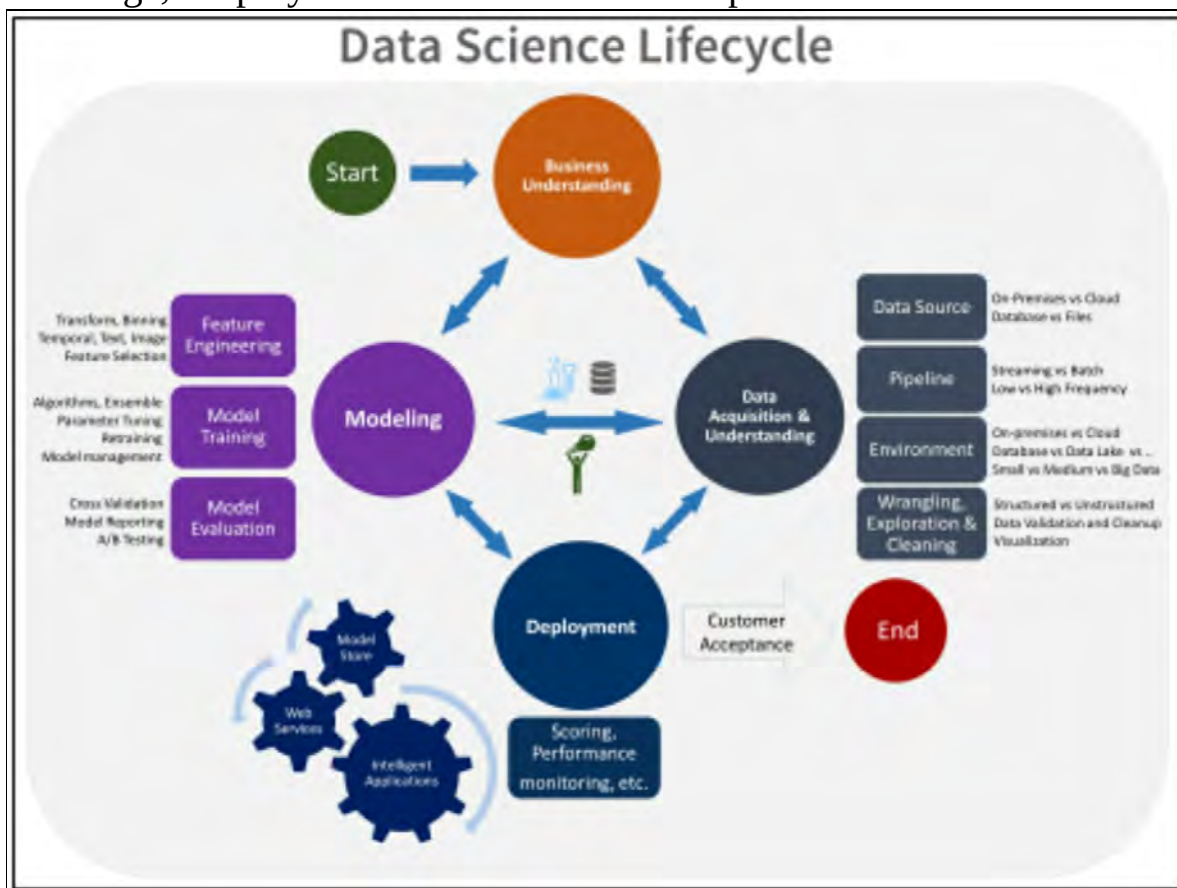 Data Science Lifecycle
Start
Business
Understanding
Transform, Binning
Temporal, Text, Image
Feature Selection
Feature
Engineering
Algorithms, Ensemble
Parameter Tuning
Retraining
Model management
Model
Training
Cross Validation
Model Reporting
A/B Testing
Model
Evaluation
Modeling
Data
Acquisition &
Understanding
Data Source
On-Premises vs Cloud
Database vs Files
Pipeline
Streaming vs Batch
Low vs High Frequency
Environment
On-premises vs Cloud
Database vs Data Lake vs ..
Small vs Medium vs Big Data
Wrangling,
Exploration &
Cleaning
Structured vs Unstructured
Data Validation and Cleanup
Visualization
Deployment
Customer
Acceptance
End
Model
Store
Web
Services
Intelligent
Applications
Scoring,
Performance
monitoring, etc.